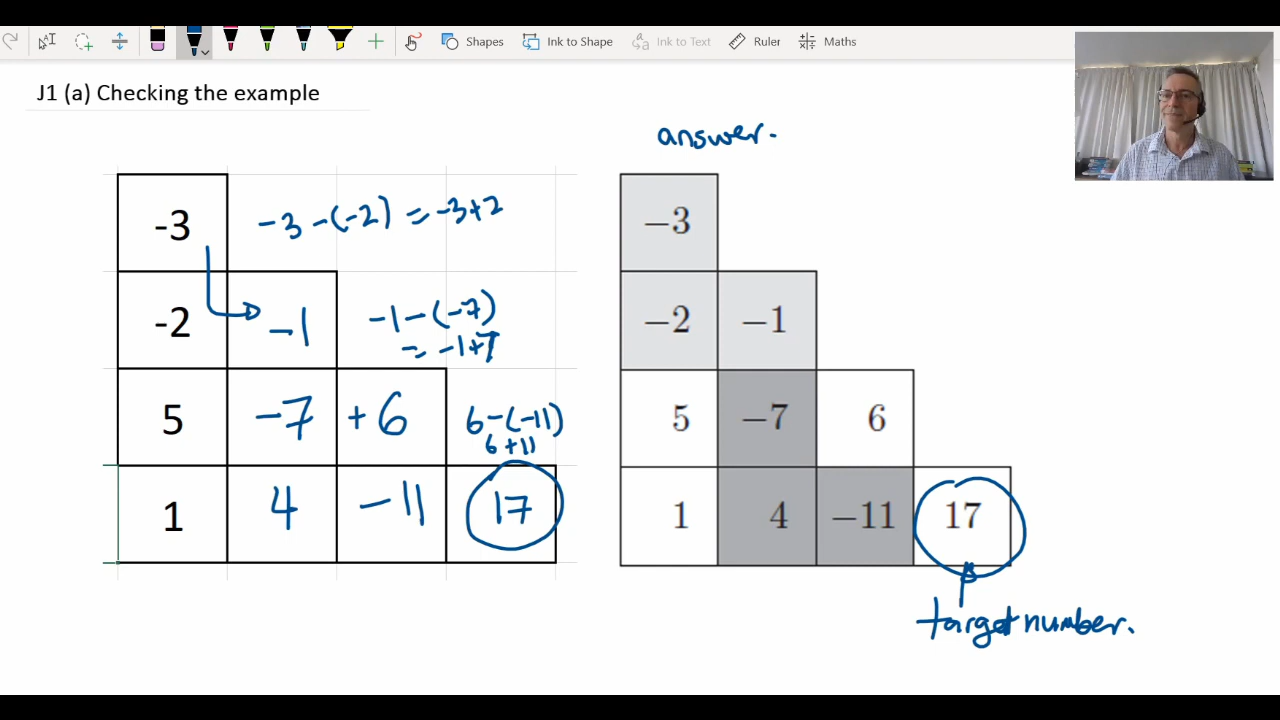 Shapes Ink to Shape Ink to Text Ruler Maths
J1 (a) Checking the example
answer.
-3 -3 -(-2) = -3+2
-2 -1 -1-(-7)
= -1+7
5 -7 +6 6-(-11)
6+11
1 4 -11 17
−3
−2 −1
5 −7 6
1 4 −11 17
target number.